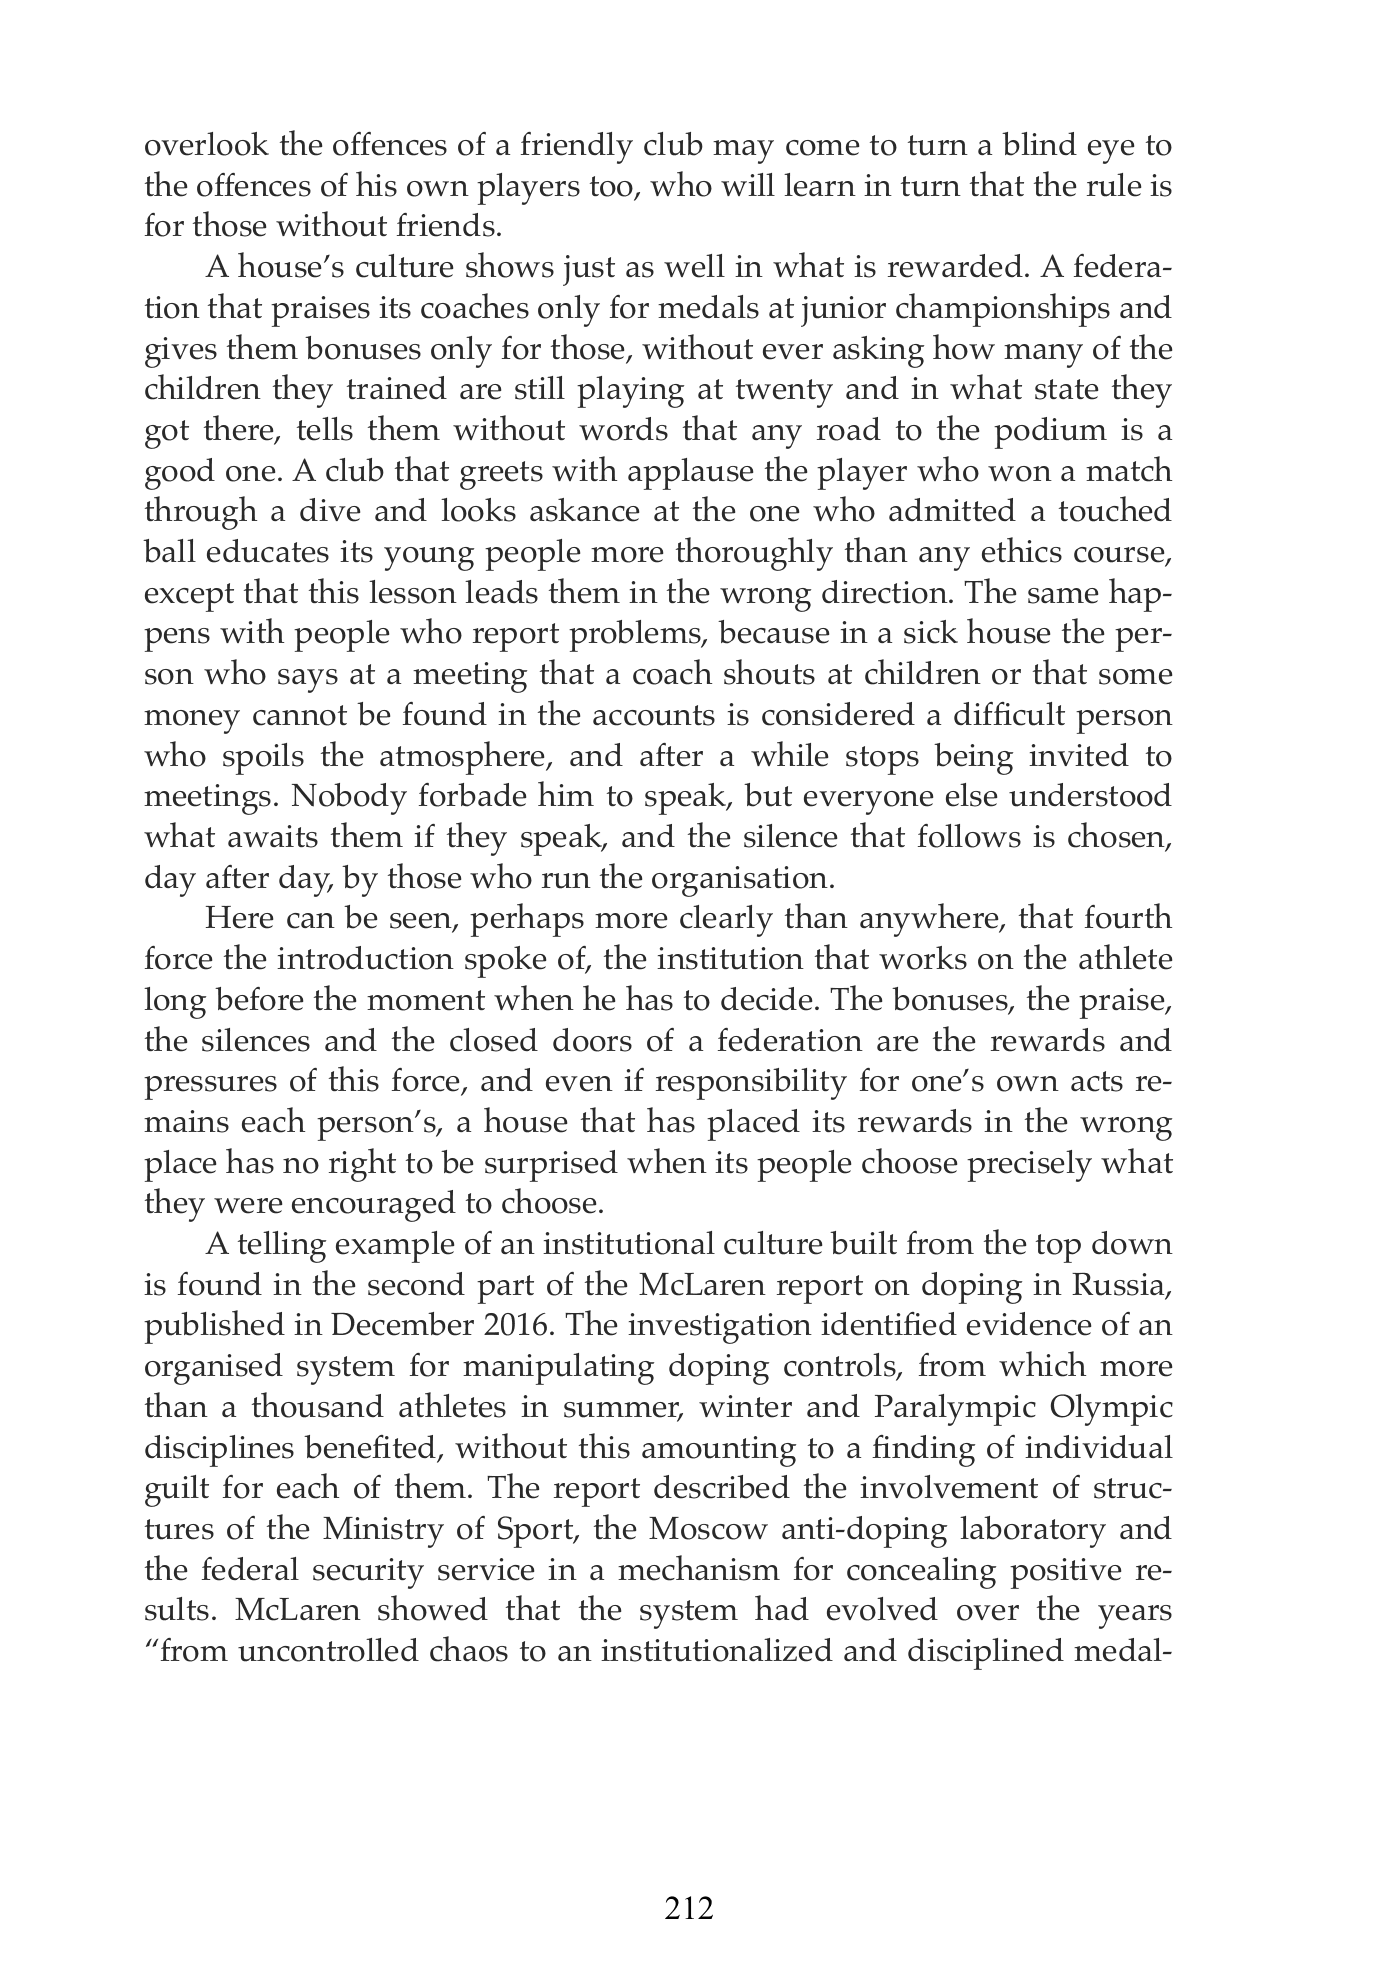 overlook the offences of a friendly club may come to turn a blind eye to
the offences of his own players too, who will learn in turn that the rule is
for those without friends.
A house’s culture shows just as well in what is rewarded. A federa-
tion that praises its coaches only for medals at junior championships and
gives them bonuses only for those, without ever asking how many of the
children they trained are still playing at twenty and in what state they
got there, tells them without words that any road to the podium is a
good one. A club that greets with applause the player who won a match
through a dive and looks askance at the one who admitted a touched
ball educates its young people more thoroughly than any ethics course,
except that this lesson leads them in the wrong direction. The same hap-
pens with people who report problems, because in a sick house the per-
son who says at a meeting that a coach shouts at children or that some
money cannot be found in the accounts is considered a difficult person
who spoils the atmosphere, and after a while stops being invited to
meetings. Nobody forbade him to speak, but everyone else understood
what awaits them if they speak, and the silence that follows is chosen,
day after day, by those who run the organisation.
Here can be seen, perhaps more clearly than anywhere, that fourth
force the introduction spoke of, the institution that works on the athlete
long before the moment when he has to decide. The bonuses, the praise,
the silences and the closed doors of a federation are the rewards and
pressures of this force, and even if responsibility for one’s own acts re-
mains each person’s, a house that has placed its rewards in the wrong
place has no right to be surprised when its people choose precisely what
they were encouraged to choose.
A telling example of an institutional culture built from the top down
is found in the second part of the McLaren report on doping in Russia,
published in December 2016. The investigation identified evidence of an
organised system for manipulating doping controls, from which more
than a thousand athletes in summer, winter and Paralympic Olympic
disciplines benefited, without this amounting to a finding of individual
guilt for each of them. The report described the involvement of struc-
tures of the Ministry of Sport, the Moscow anti-doping laboratory and
the federal security service in a mechanism for concealing positive re-
sults. McLaren showed that the system had evolved over the years
“from uncontrolled chaos to an institutionalized and disciplined medal-
212